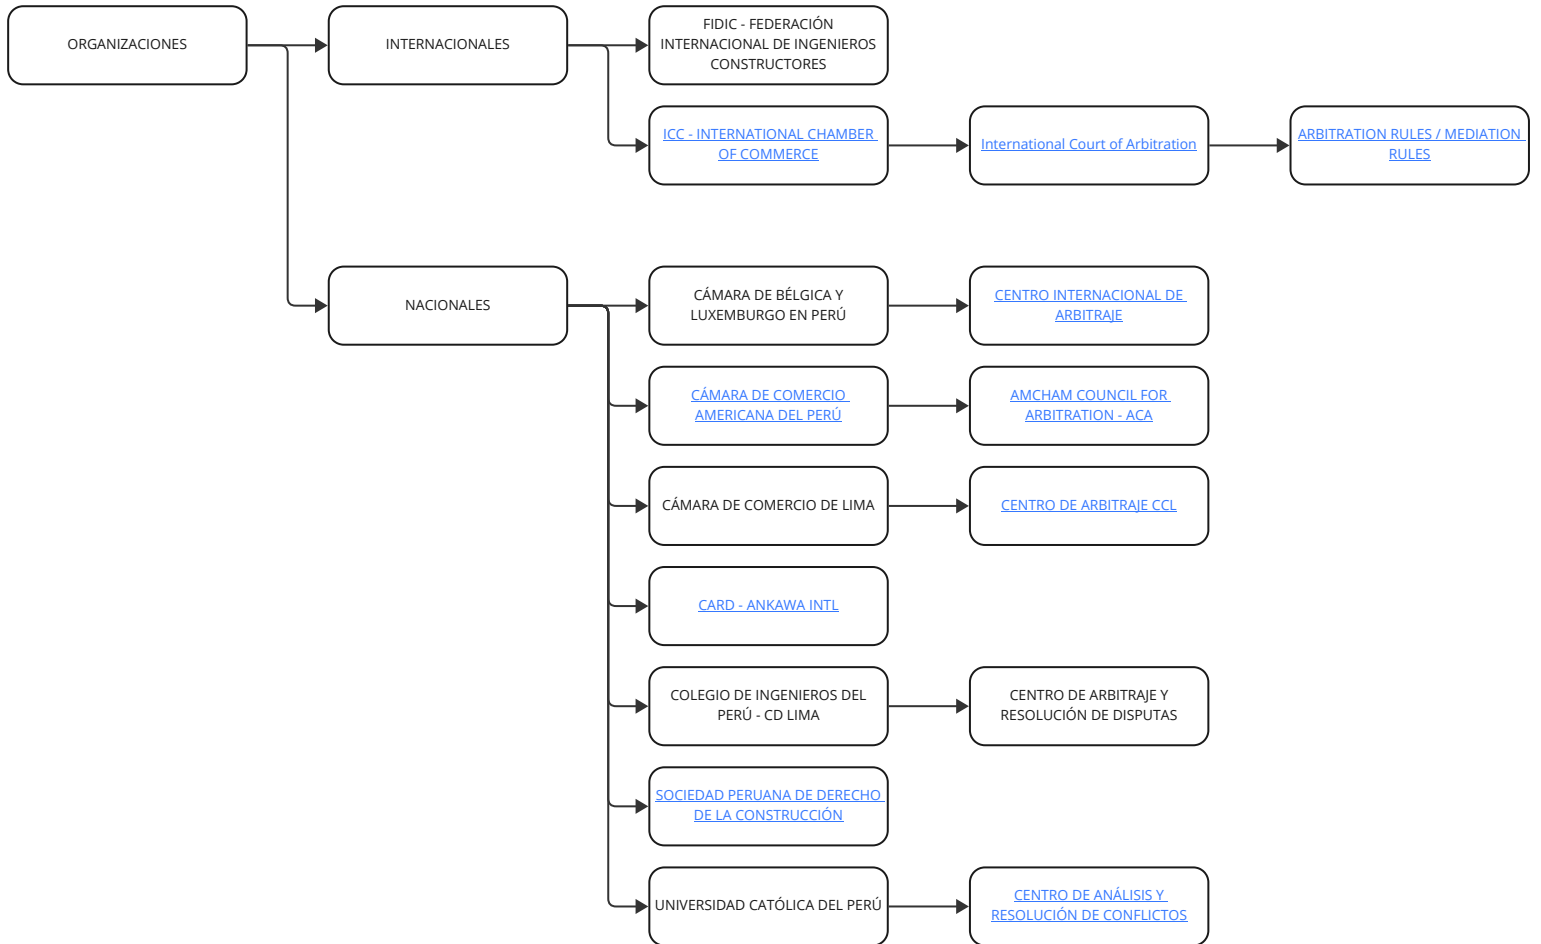 ORGANIZACIONES
INTERNACIONALES
FIDIC - FEDERACIÓN
INTERNACIONAL DE INGENIEROS
CONSTRUCTORES
ICC - INTERNATIONAL CHAMBER
OF COMMERCE
International Court of Arbitration
ARBITRATION RULES / MEDIATION
RULES
NACIONALES
CÁMARA DE BÉLGICA Y
LUXEMBURGO EN PERÚ
CENTRO INTERNACIONAL DE
ARBITRAJE
CÁMARA DE COMERCIO
AMERICANA DEL PERÚ
AMCHAM COUNCIL FOR
ARBITRATION - ACA
CÁMARA DE COMERCIO DE LIMA
CENTRO DE ARBITRAJE CCL
CARD - ANKAWA INTL
COLEGIO DE INGENIEROS DEL
PERÚ - CD LIMA
CENTRO DE ARBITRAJE Y
RESOLUCIÓN DE DISPUTAS
SOCIEDAD PERUANA DE DERECHO
DE LA CONSTRUCCIÓN
UNIVERSIDAD CATÓLICA DEL PERÚ
CENTRO DE ANÁLISIS Y
RESOLUCIÓN DE CONFLICTOS